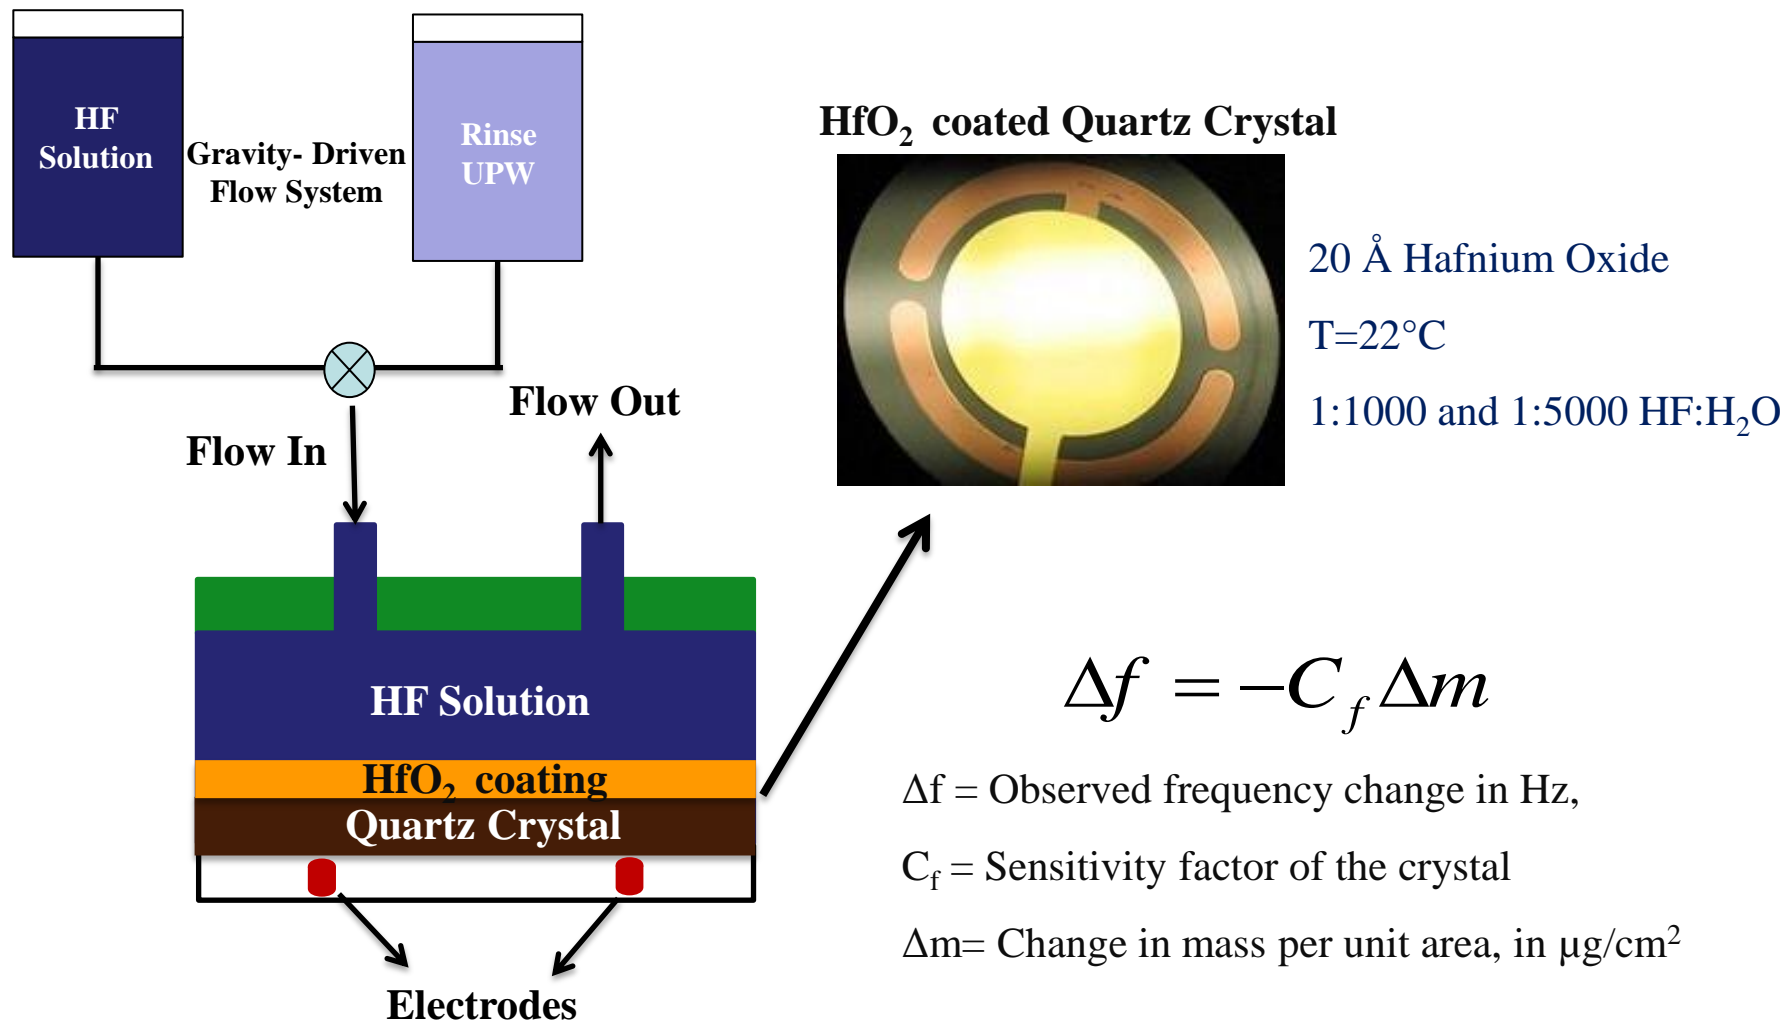 HF
Solution
Gravity- Driven
Flow System
Rinse
UPW
Flow In
Flow Out
HF Solution
HfO₂ coating
Quartz Crystal
Electrodes
HfO₂ coated Quartz Crystal
20 Å Hafnium Oxide
T=22°C
1:1000 and 1:5000 HF:H₂O
Δf = −C_f Δm
Δf = Observed frequency change in Hz,
C_f = Sensitivity factor of the crystal
Δm= Change in mass per unit area, in µg/cm²